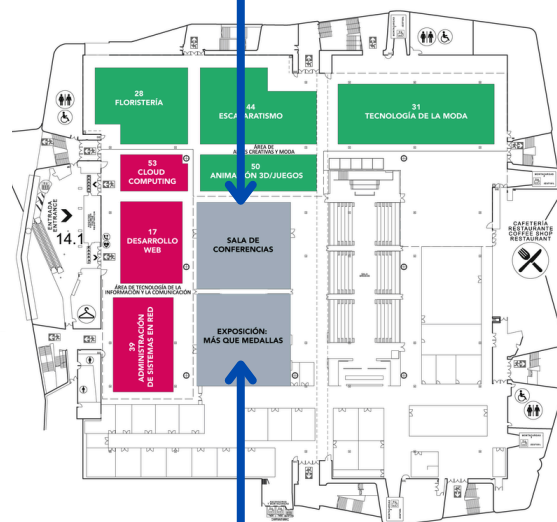 28
FLORISTERÍA
44
ESCAPARATISMO
31
TECNOLOGÍA DE LA MODA
ÁREA DE
ARTES CREATIVAS Y MODA
53
CLOUD
COMPUTING
50
ANIMACIÓN 3D/JUEGOS
ENTRADA
ENTRANCE
14.1
17
DESARROLLO
WEB
SALA DE
CONFERENCIAS
CAFETERÍA
RESTAURANTE
COFFEE SHOP
RESTAURANT
ÁREA DE TECNOLOGÍA DE LA
INFORMACIÓN Y LA COMUNICACIÓN
39
ADMINISTRACIÓN
DE SISTEMAS EN RED
EXPOSICIÓN:
MÁS QUE MEDALLAS